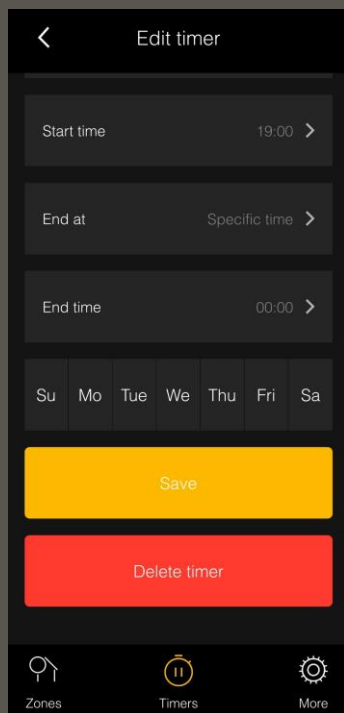 Edit timer
Start time 19:00
End at Specific time
End time 00:00
Su Mo Tue We Thu Fri Sa
Save
Delete timer
Zones Timers More